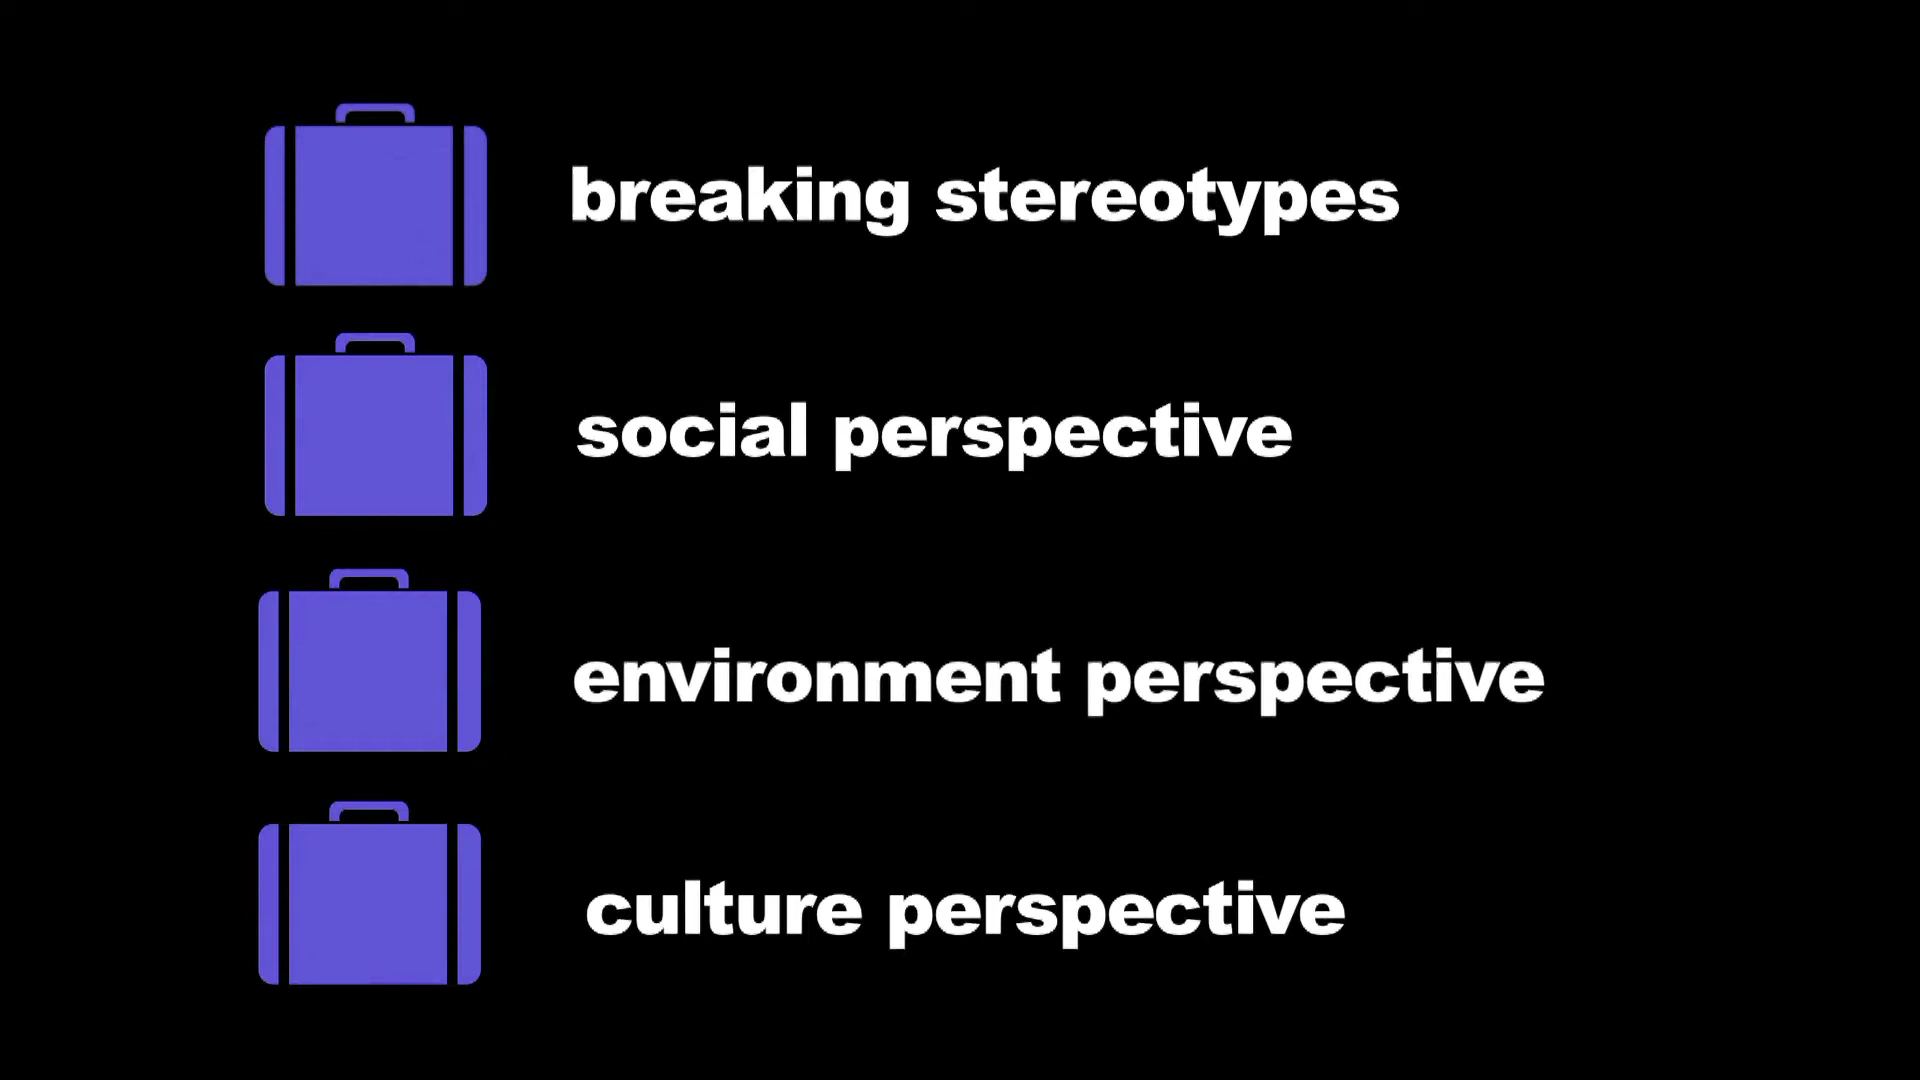 breaking stereotypes
social perspective
environment perspective
culture perspective